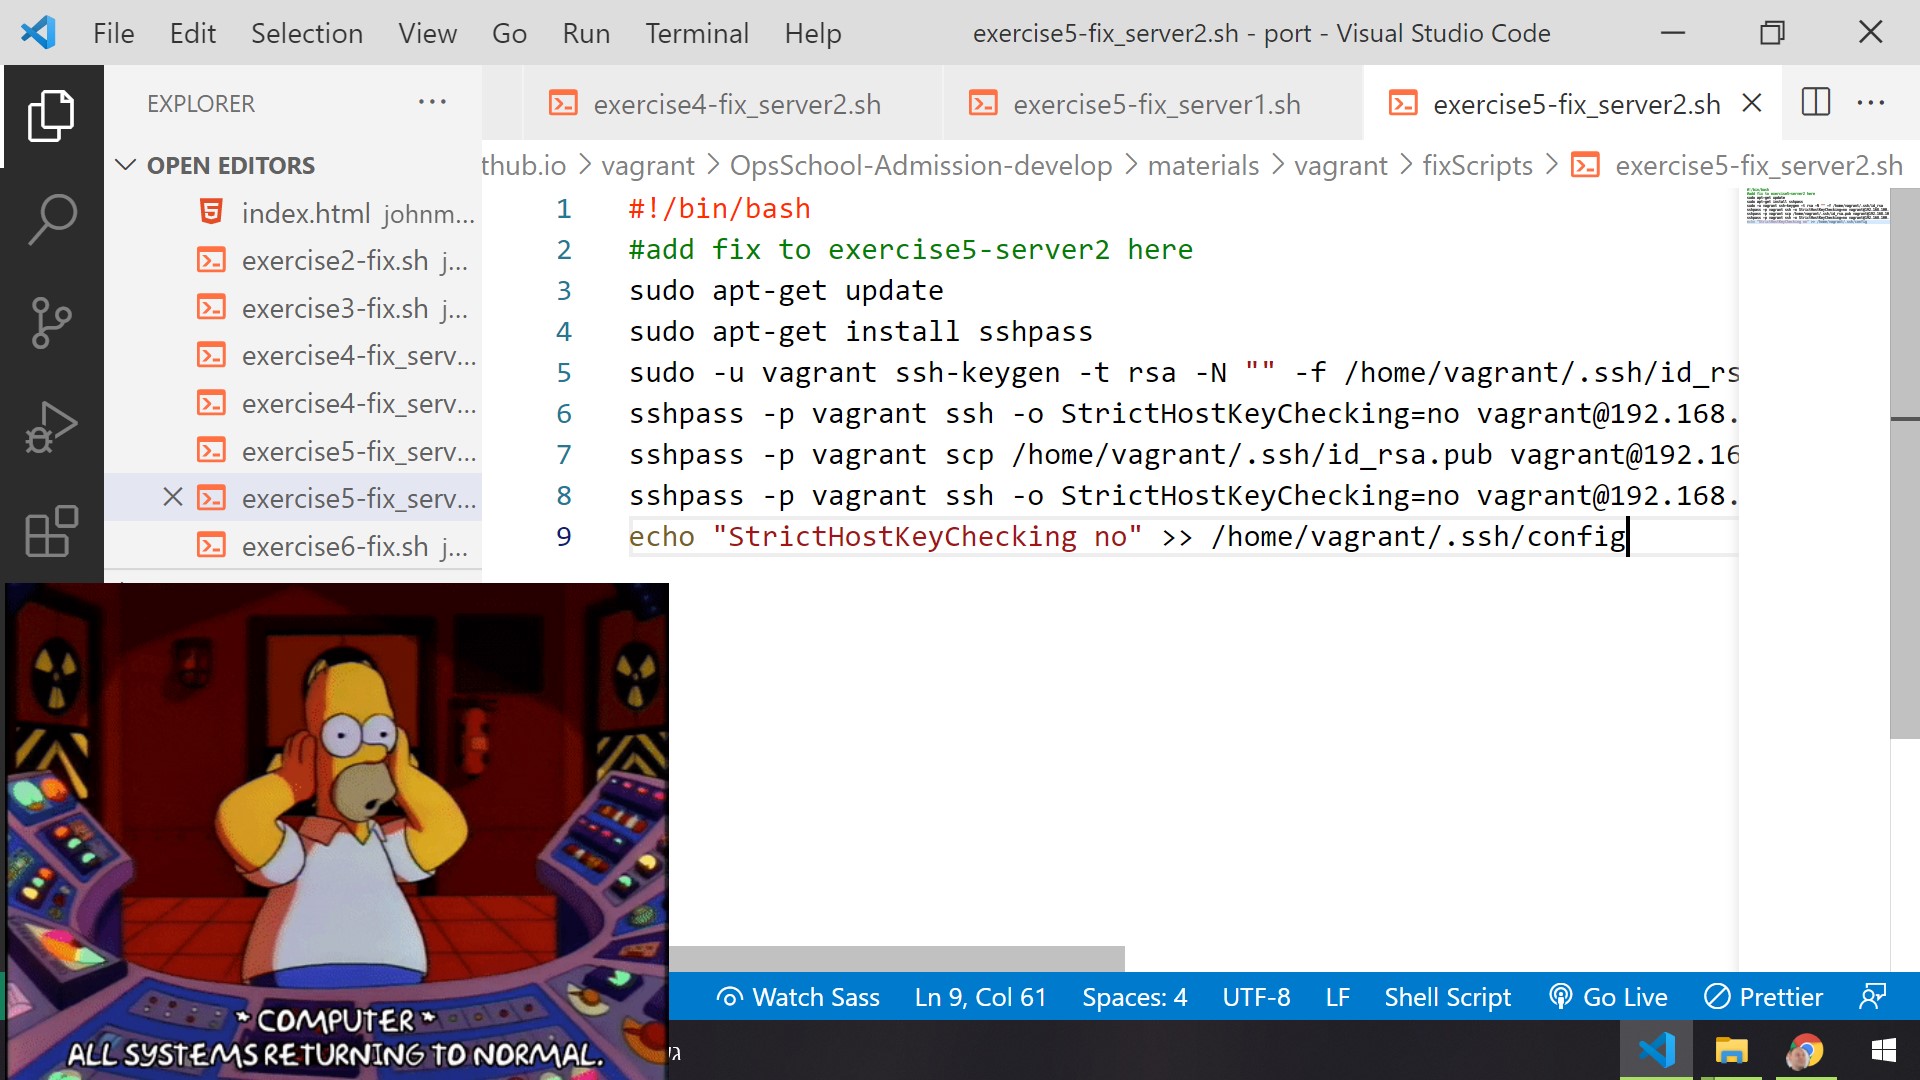 File Edit Selection View Go Run Terminal Help exercise5-fix_server2.sh - port - Visual Studio Code
EXPLORER
exercise4-fix_server2.sh exercise5-fix_server1.sh exercise5-fix_server2.sh
OPEN EDITORS
thub.io > vagrant > OpsSchool-Admission-develop > materials > vagrant > fixScripts > exercise5-fix_server2.sh
index.html johnm...
exercise2-fix.sh j...
exercise3-fix.sh j...
exercise4-fix_serv...
exercise4-fix_serv...
exercise5-fix_serv...
exercise5-fix_serv...
exercise6-fix.sh j...
1 #!/bin/bash
2 #add fix to exercise5-server2 here
3 sudo apt-get update
4 sudo apt-get install sshpass
5 sudo -u vagrant ssh-keygen -t rsa -N "" -f /home/vagrant/.ssh/id_rs
6 sshpass -p vagrant ssh -o StrictHostKeyChecking=no vagrant@192.168.
7 sshpass -p vagrant scp /home/vagrant/.ssh/id_rsa.pub vagrant@192.16
8 sshpass -p vagrant ssh -o StrictHostKeyChecking=no vagrant@192.168.
9 echo "StrictHostKeyChecking no" >> /home/vagrant/.ssh/config
* COMPUTER *
ALL SYSTEMS RETURNING TO NORMAL.
Watch Sass Ln 9, Col 61 Spaces: 4 UTF-8 LF Shell Script Go Live Prettier